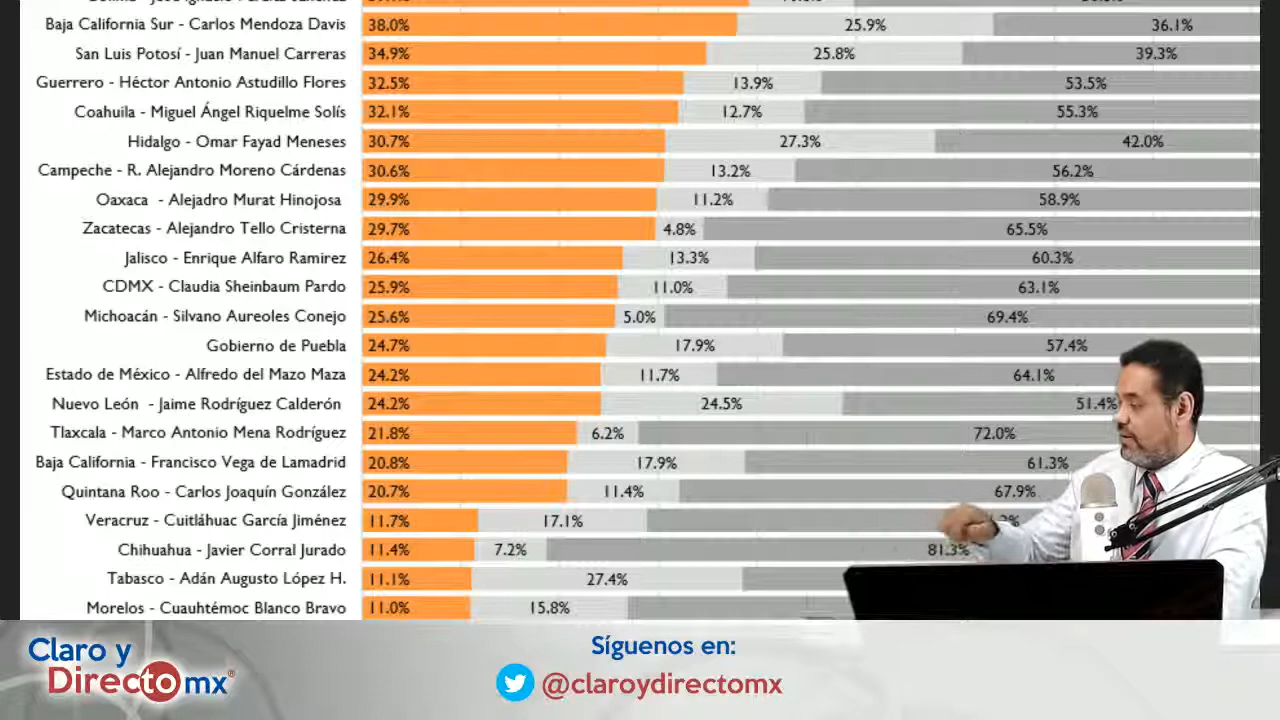 Baja California Sur - Carlos Mendoza Davis 38.0% 25.9% 36.1%
San Luis Potosí - Juan Manuel Carreras 34.9% 25.8% 39.3%
Guerrero - Héctor Antonio Astudillo Flores 32.5% 13.9% 53.5%
Coahuila - Miguel Ángel Riquelme Solís 32.1% 12.7% 55.3%
Hidalgo - Omar Fayad Meneses 30.7% 27.3% 42.0%
Campeche - R. Alejandro Moreno Cárdenas 30.6% 13.2% 56.2%
Oaxaca - Alejadro Murat Hinojosa 29.9% 11.2% 58.9%
Zacatecas - Alejandro Tello Cristerna 29.7% 4.8% 65.5%
Jalisco - Enrique Alfaro Ramirez 26.4% 13.3% 60.3%
CDMX - Claudia Sheinbaum Pardo 25.9% 11.0% 63.1%
Michoacán - Silvano Aureoles Conejo 25.6% 5.0% 69.4%
Gobierno de Puebla 24.7% 17.9% 57.4%
Estado de México - Alfredo del Mazo Maza 24.2% 11.7% 64.1%
Nuevo León - Jaime Rodríguez Calderón 24.2% 24.5% 51.4%
Tlaxcala - Marco Antonio Mena Rodríguez 21.8% 6.2% 72.0%
Baja California - Francisco Vega de Lamadrid 20.8% 17.9% 61.3%
Quintana Roo - Carlos Joaquín González 20.7% 11.4% 67.9%
Veracruz - Cuitláhuac García Jiménez 11.7% 17.1%
Chihuahua - Javier Corral Jurado 11.4% 7.2% 81.3%
Tabasco - Adán Augusto López H. 11.1% 27.4%
Morelos - Cuauhtémoc Blanco Bravo 11.0% 15.8%
Claro y
Directo mx®
Síguenos en:
@claroydirectomx